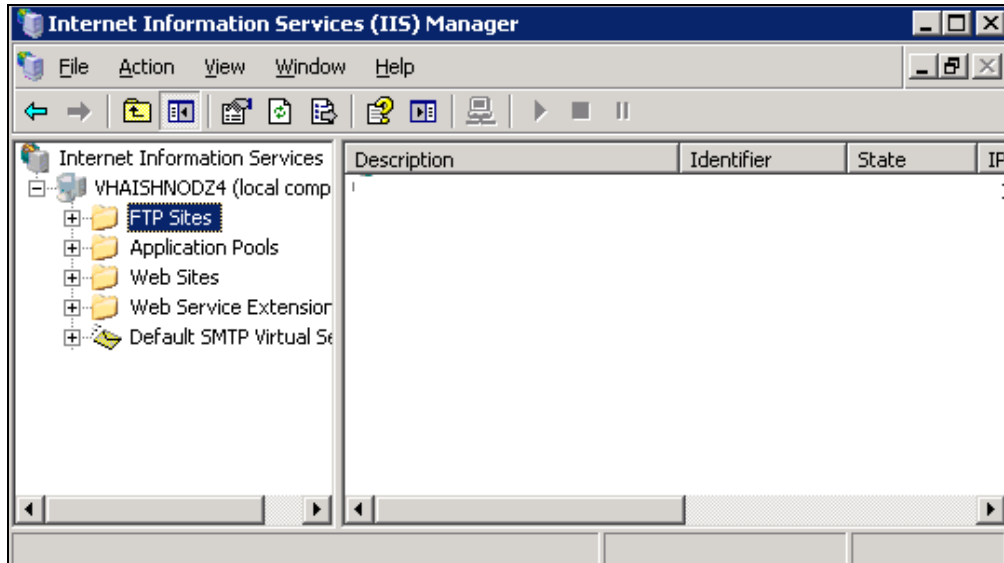 Internet Information Services (IIS) Manager
File Action View Window Help
Internet Information Services
VHAISHNODZ4 (local comp
FTP Sites
Application Pools
Web Sites
Web Service Extension
Default SMTP Virtual Se
Description Identifier State IP